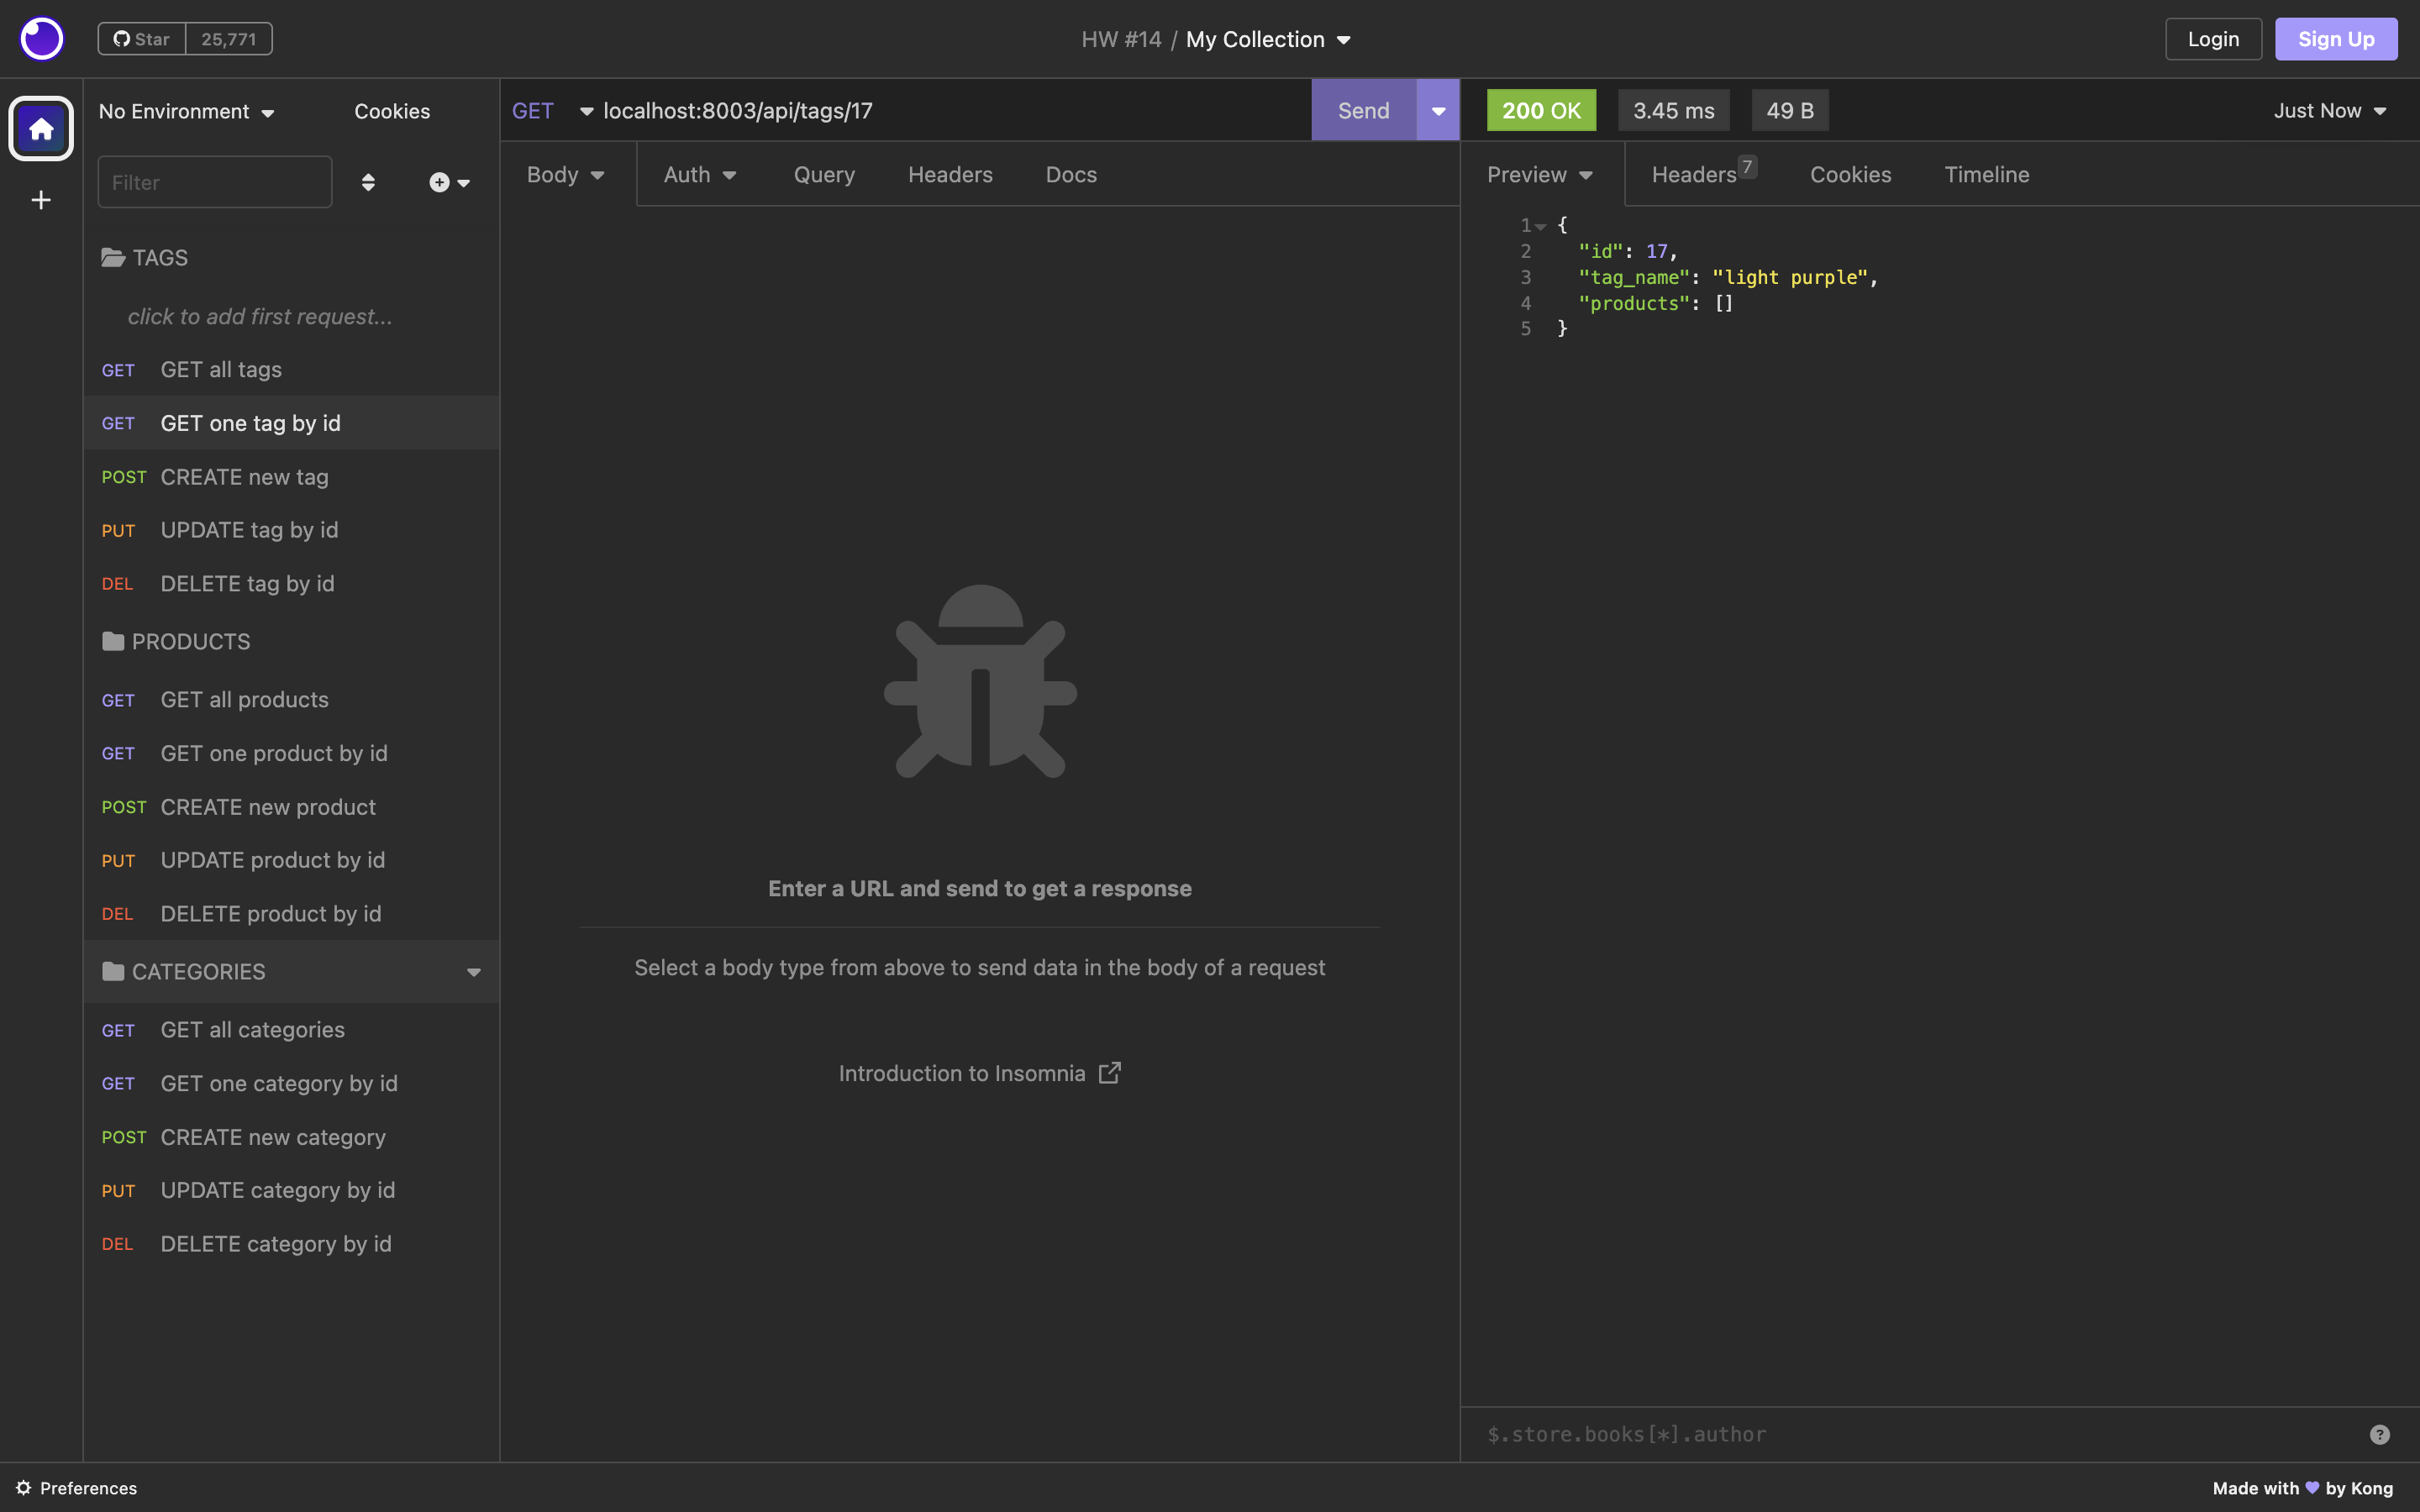 Star 25,771
HW #14 / My Collection
Login
Sign Up
No Environment
Cookies
Filter
TAGS
click to add first request...
GET GET all tags
GET GET one tag by id
POST CREATE new tag
PUT UPDATE tag by id
DEL DELETE tag by id
PRODUCTS
GET GET all products
GET GET one product by id
POST CREATE new product
PUT UPDATE product by id
DEL DELETE product by id
CATEGORIES
GET GET all categories
GET GET one category by id
POST CREATE new category
PUT UPDATE category by id
DEL DELETE category by id
GET localhost:8003/api/tags/17
Send
Body Auth Query Headers Docs
Enter a URL and send to get a response
Select a body type from above to send data in the body of a request
Introduction to Insomnia
200 OK 3.45 ms 49 B
Just Now
Preview Headers 7 Cookies Timeline
1 {
2 "id": 17,
3 "tag_name": "light purple",
4 "products": []
5 }
$.store.books[*].author
?
Preferences
Made with by Kong